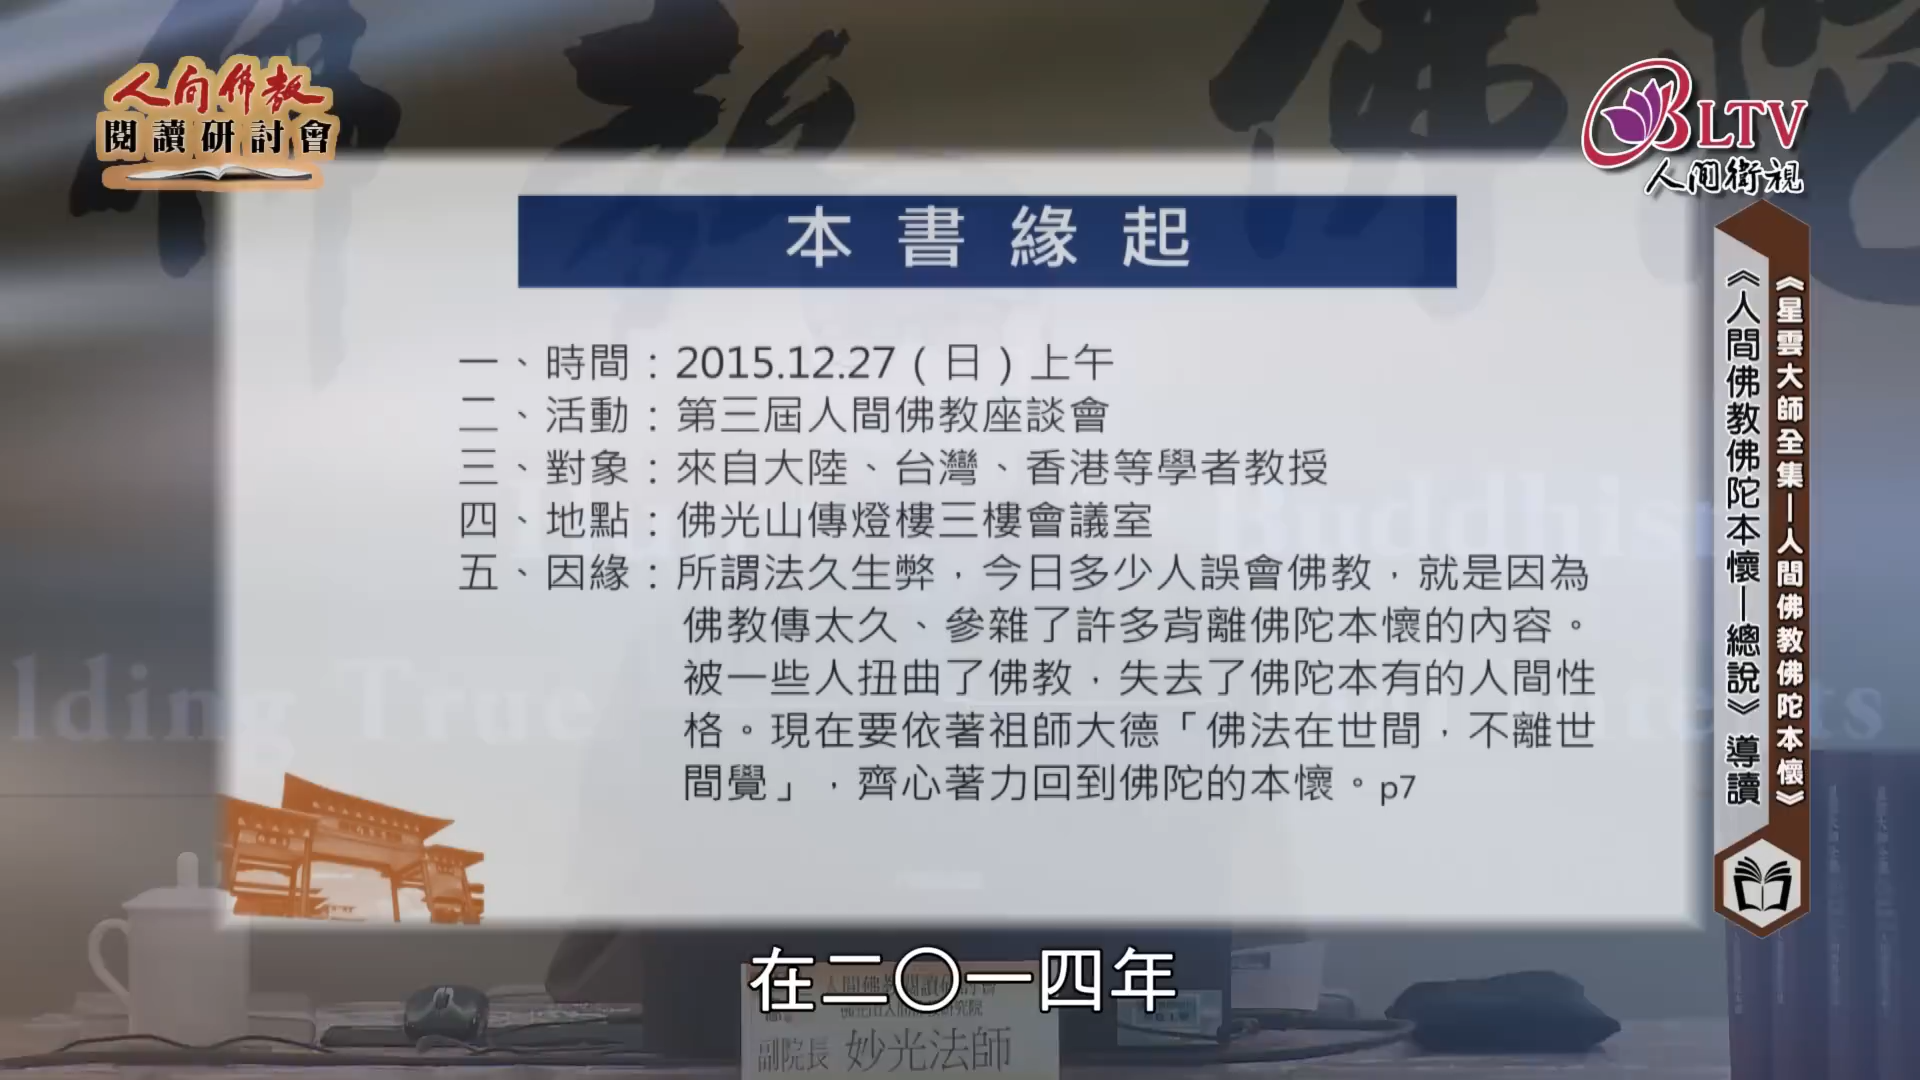 人间佛教
閱讀研討會
BLTV
人間衛視
本書緣起
一、時間：2015.12.27（日）上午
二、活動：第三屆人間佛教座談會
三、對象：來自大陸、台灣、香港等學者教授
四、地點：佛光山傳燈樓三樓會議室
五、因緣：所謂法久生弊，今日多少人誤會佛教，就是因為
佛教傳太久、參雜了許多背離佛陀本懷的內容。
被一些人扭曲了佛教，失去了佛陀本有的人間性
格。現在要依著祖師大德「佛法在世間，不離世
間覺」，齊心著力回到佛陀的本懷。p7
《星雲大師全集—人間佛教佛陀本懷》
《人間佛教佛陀本懷—總說》導讀
在二〇一四年
副院長 妙光法師